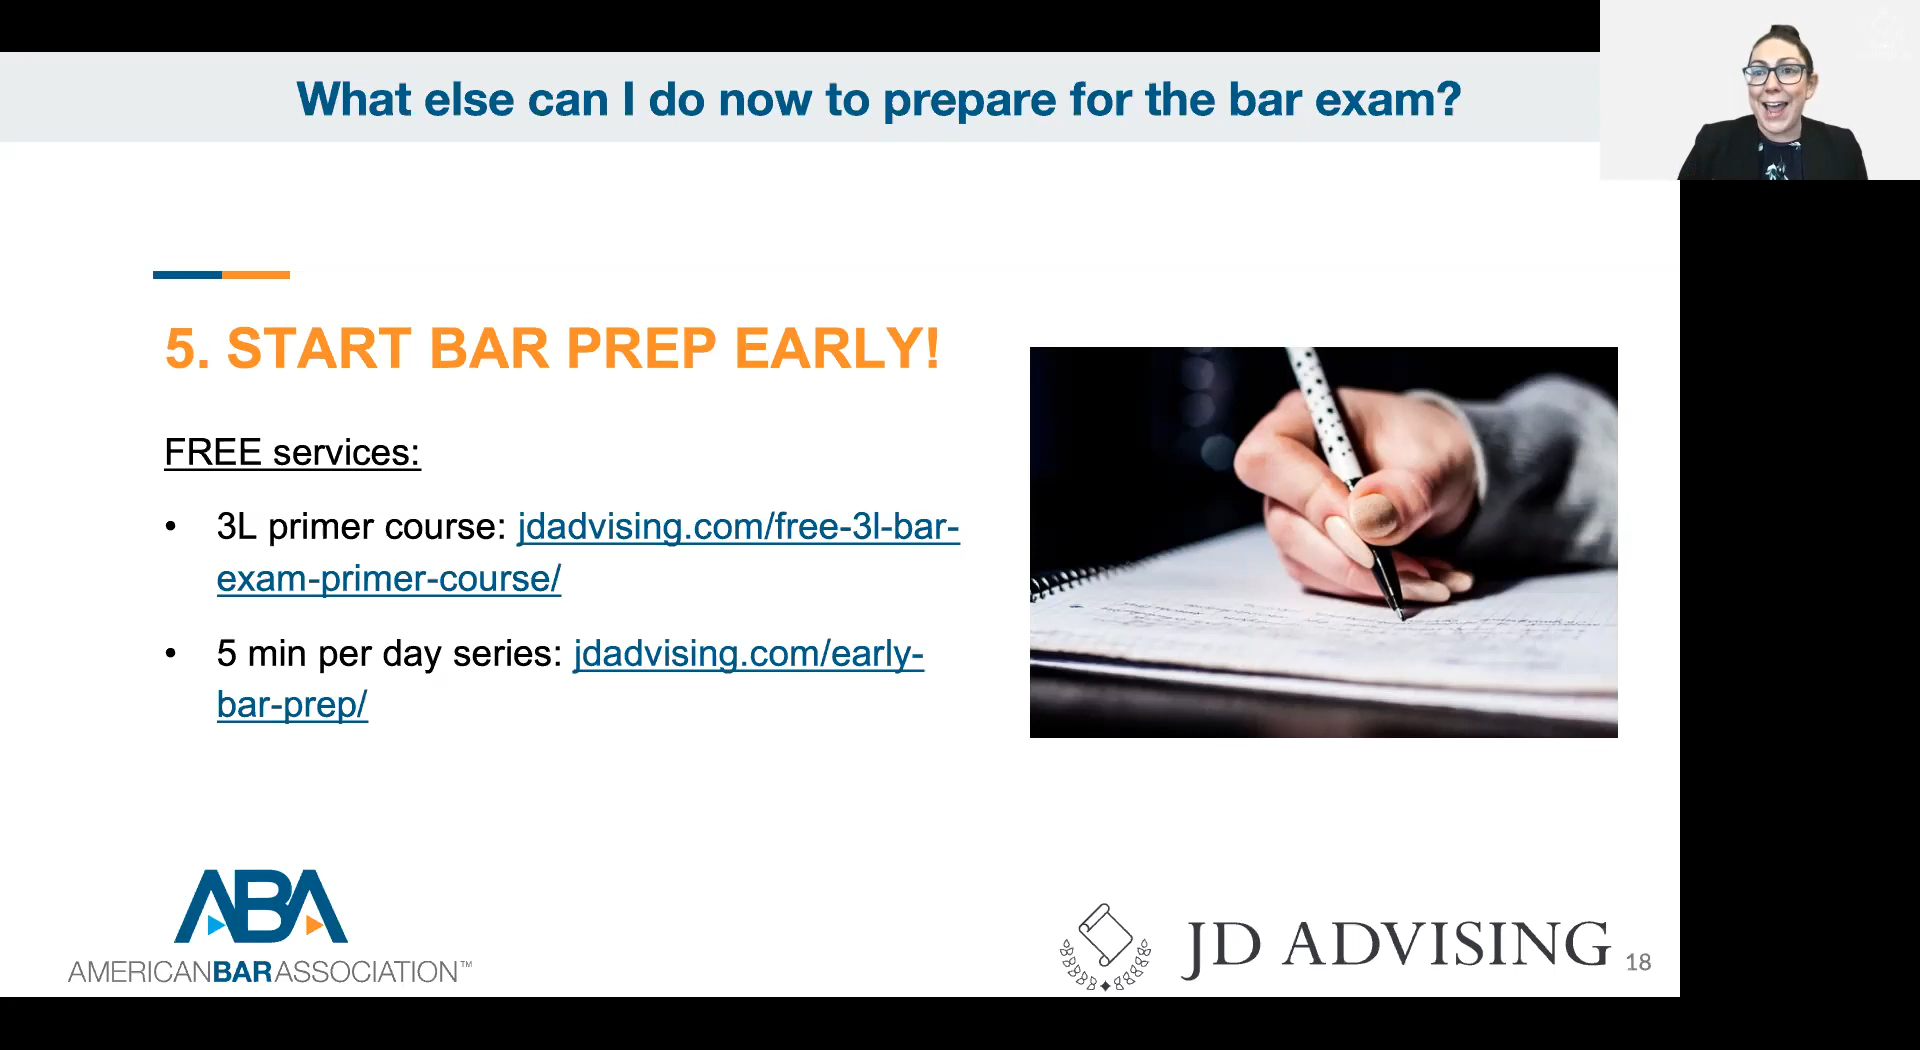 What else can I do now to prepare for the bar exam?
5. START BAR PREP EARLY!
FREE services:
• 3L primer course: jdadvising.com/free-3l-bar-
exam-primer-course/
• 5 min per day series: jdadvising.com/early-
bar-prep/
ABA
AMERICANBARASSOCIATION™
JD ADVISING
18